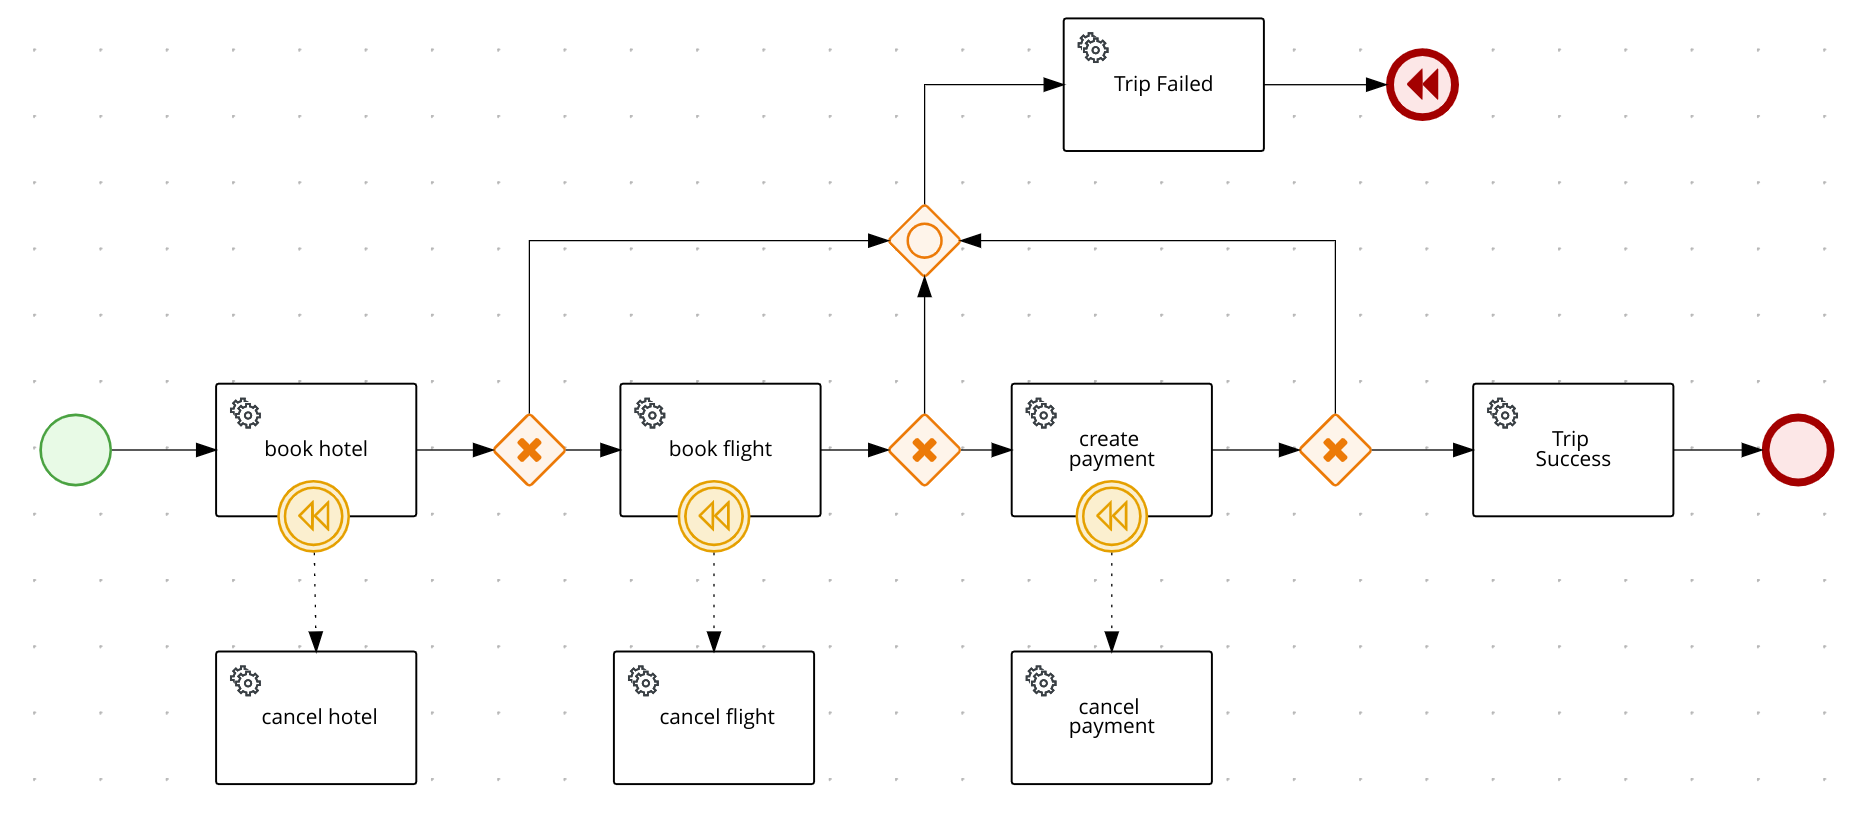 Trip Failed
book hotel
book flight
create
payment
Trip
Success
cancel hotel
cancel flight
cancel
payment